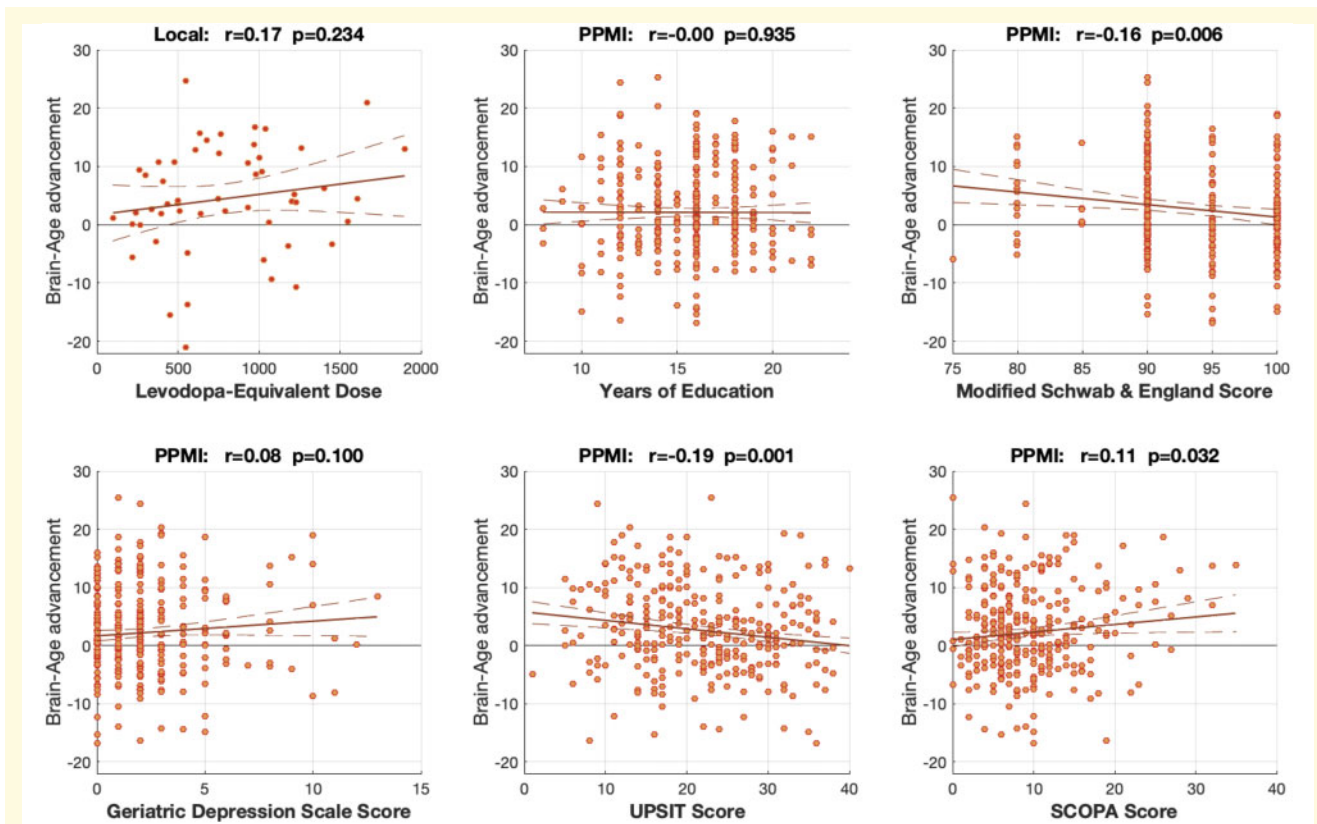 Local: r=0.17 p=0.234
30
20
10
0
-10
-20
Brain-Age advancement
0 500 1000 1500 2000
Levodopa-Equivalent Dose
PPMI: r=-0.00 p=0.935
30
20
10
0
-10
-20
Brain-Age advancement
10 15 20
Years of Education
PPMI: r=-0.16 p=0.006
30
20
10
0
-10
-20
Brain-Age advancement
75 80 85 90 95 100
Modified Schwab & England Score
PPMI: r=0.08 p=0.100
30
20
10
0
-10
-20
Brain-Age advancement
0 5 10 15
Geriatric Depression Scale Score
PPMI: r=-0.19 p=0.001
30
20
10
0
-10
-20
Brain-Age advancement
0 10 20 30 40
UPSIT Score
PPMI: r=0.11 p=0.032
30
20
10
0
-10
-20
Brain-Age advancement
0 10 20 30 40
SCOPA Score